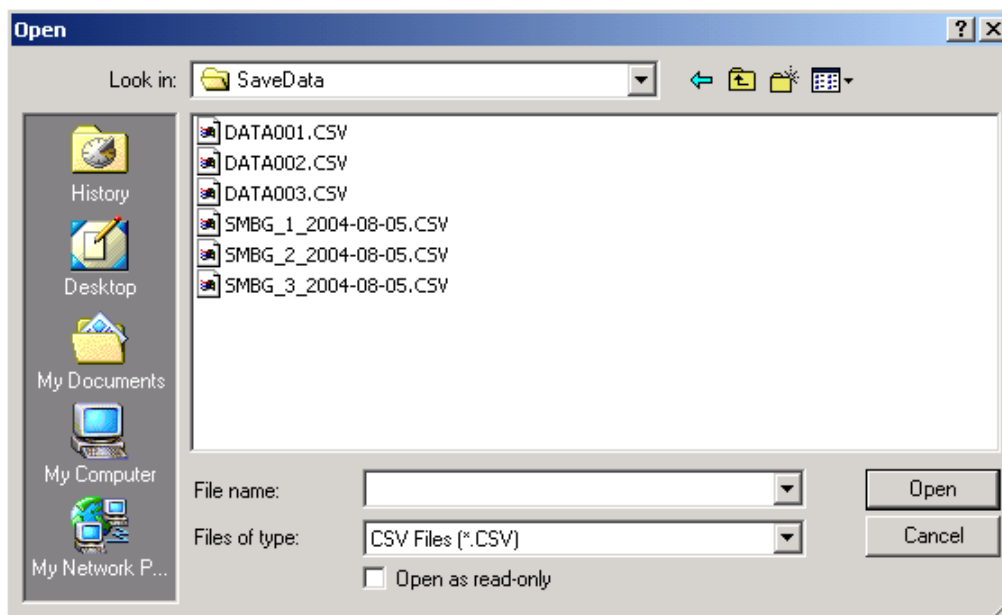 Open
Look in: SaveData
DATA001.CSV
DATA002.CSV
DATA003.CSV
SMBG_1_2004-08-05.CSV
SMBG_2_2004-08-05.CSV
SMBG_3_2004-08-05.CSV
History
Desktop
My Documents
My Computer
My Network P...
File name:
Open
Files of type: CSV Files (*.CSV)
Cancel
Open as read-only